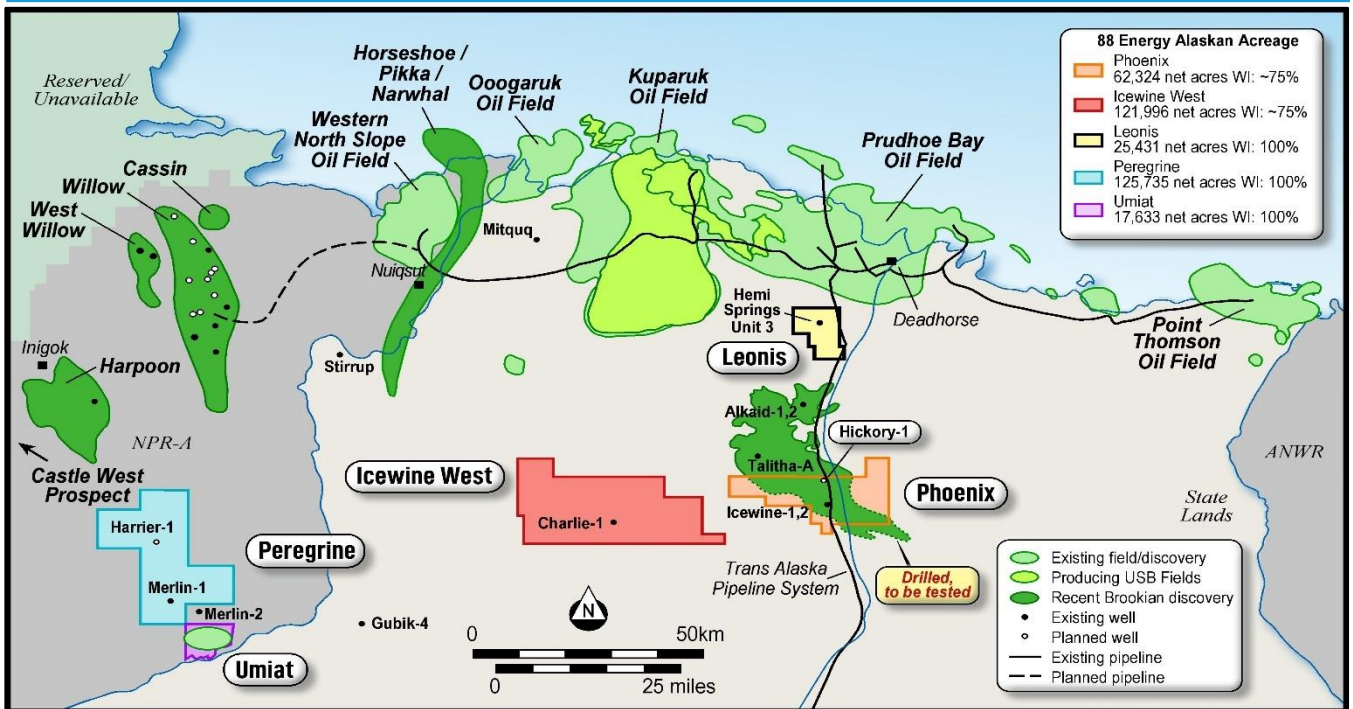 Reserved/
Unavailable
Horseshoe /
Pikka /
Narwhal
Western
North Slope
Oil Field
Ooogaruk
Oil Field
Kuparuk
Oil Field
Prudhoe Bay
Oil Field
88 Energy Alaskan Acreage
Phoenix
62,324 net acres WI: ~75%
Icewine West
121,996 net acres WI: ~75%
Leonis
25,431 net acres WI: 100%
Peregrine
125,735 net acres WI: 100%
Umiat
17,633 net acres WI: 100%
Cassin
Willow
West
Willow
Mitquq
Nuiqsut
Hemi
Springs
Unit 3
Deadhorse
Leonis
Point
Thomson
Oil Field
Inigok
Harpoon
Stirrup
NPR-A
Castle West
Prospect
Alkaid-1,2
Hickory-1
Talitha-A
Icewine-1,2
Phoenix
ANWR
State
Lands
Icewine West
Charlie-1
Harrier-1
Peregrine
Merlin-1
Merlin-2
Umiat
Gubik-4
Trans Alaska
Pipeline System
Drilled,
to be tested
N
0 50km
0 25 miles
Existing field/discovery
Producing USB Fields
Recent Brookian discovery
Existing well
Planned well
Existing pipeline
Planned pipeline